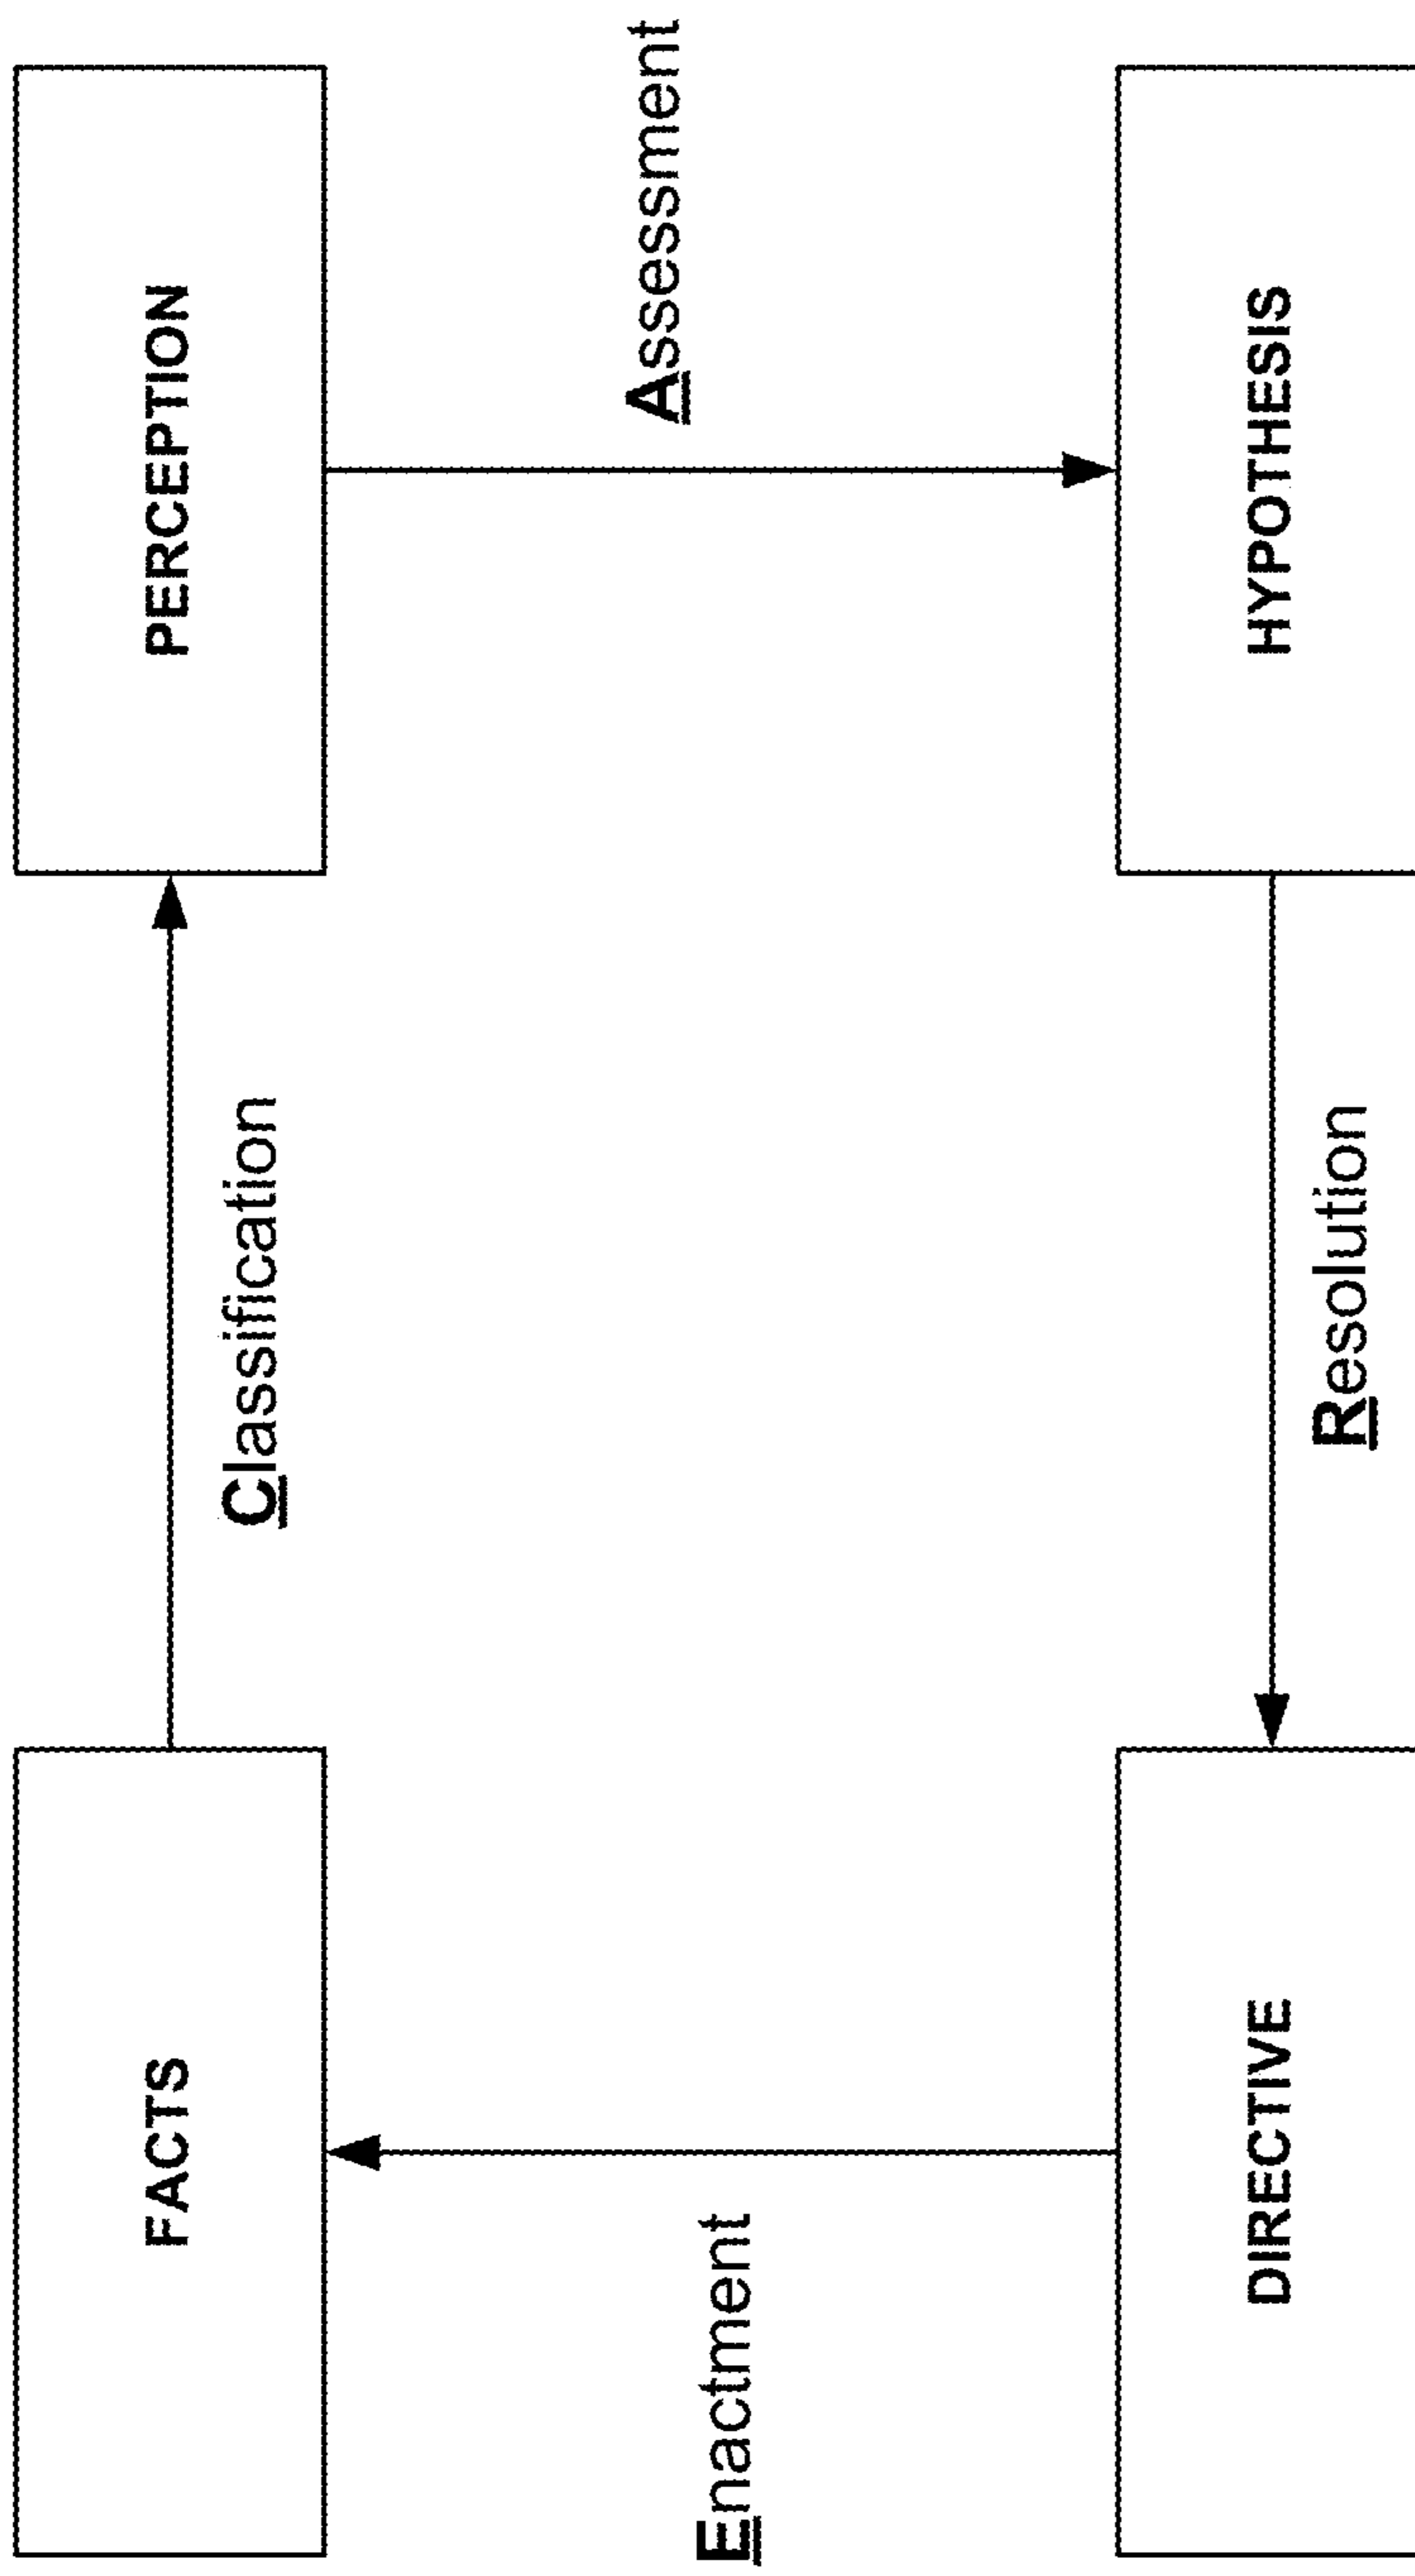 FACTS
Classification
PERCEPTION
Enactment
Assessment
DIRECTIVE
Resolution
HYPOTHESIS